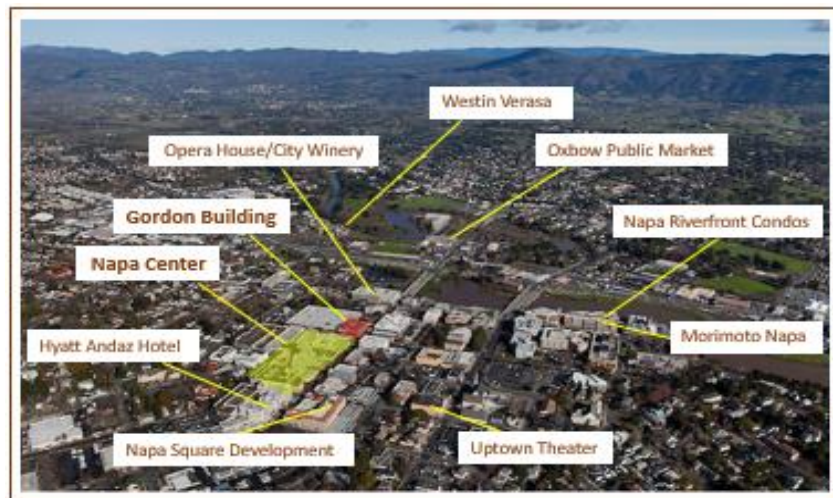 Westin Verasa
Opera House/City Winery
Oxbow Public Market
Gordon Building
Napa Riverfront Condos
Napa Center
Hyatt Andaz Hotel
Morimoto Napa
Napa Square Development
Uptown Theater